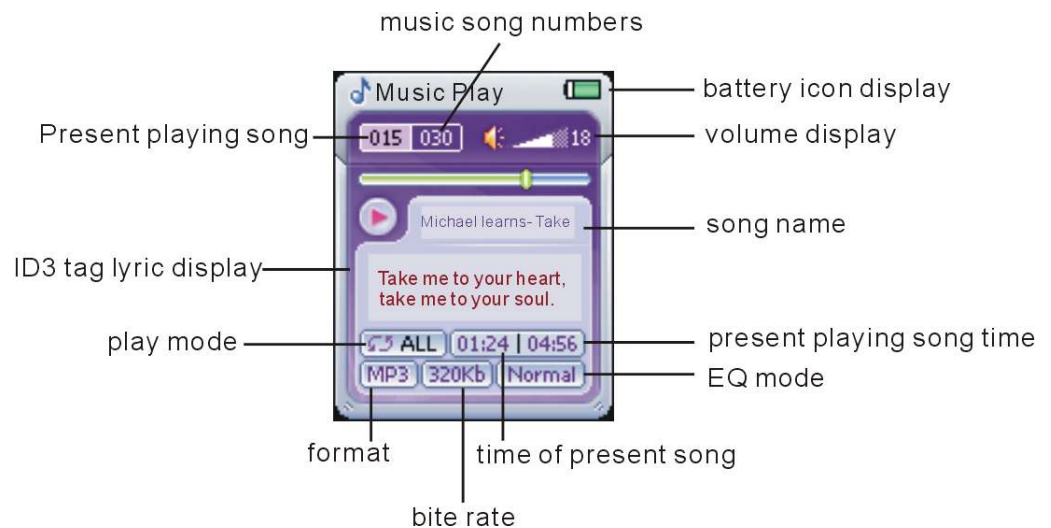 music song numbers
Music Play
battery icon display
Present playing song
015 030
18
volume display
Michael learns- Take
song name
ID3 tag lyric display
Take me to your heart,
take me to your soul.
play mode
ALL
01:24 | 04:56
present playing song time
MP3
320Kb
Normal
EQ mode
format
time of present song
bite rate